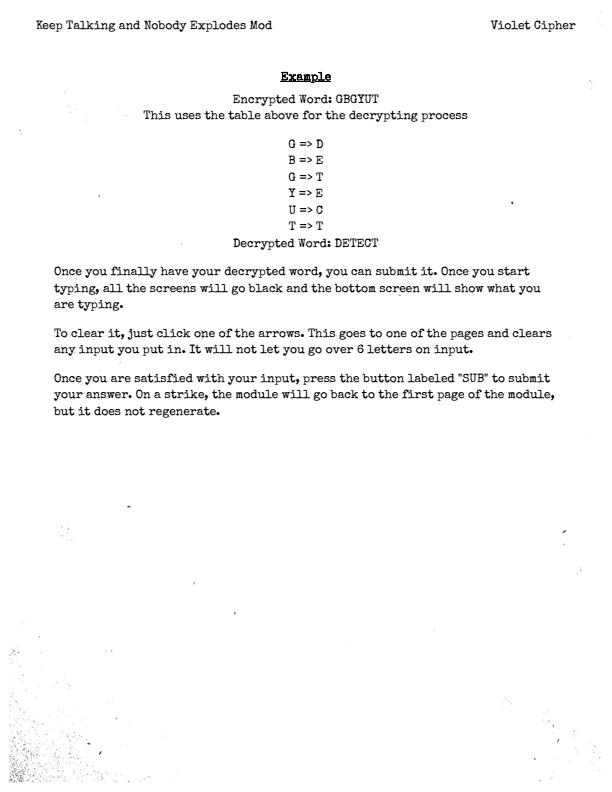 Keep Talking and Nobody Explodes Mod
Violet Cipher
Example
Encrypted Word: GBGYUT
This uses the table above for the decrypting process
G => D
B => E
G => T
Y => E
U => C
T => T
Decrypted Word: DETECT
Once you finally have your decrypted word, you can submit it. Once you start
typing, all the screens will go black and the bottom screen will show what you
are typing.
To clear it, just click one of the arrows. This goes to one of the pages and clears
any input you put in. It will not let you go over 6 letters on input.
Once you are satisfied with your input, press the button labeled "SUB" to submit
your answer. On a strike, the module will go back to the first page of the module,
but it does not regenerate.